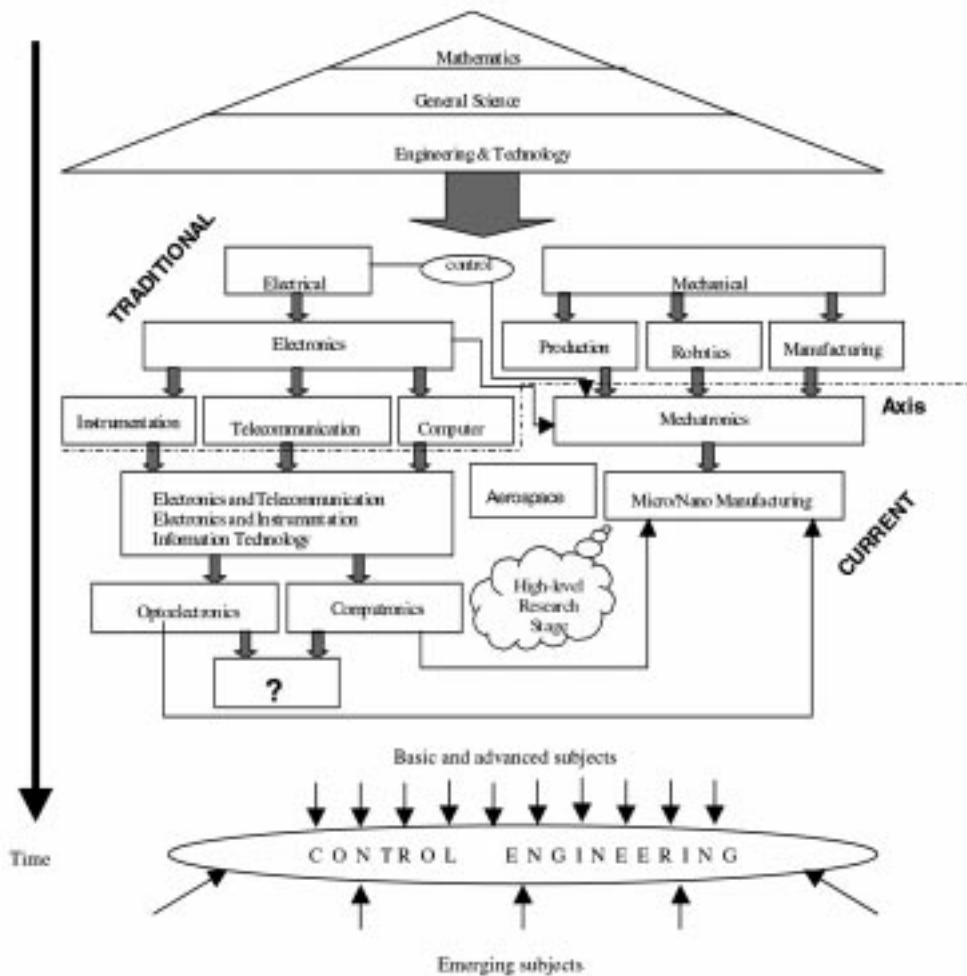 Mathematics
General Science
Engineering & Technology
TRADITIONAL
Electrical
control
Mechanical
Electronics
Production
Robotics
Manufacturing
Axis
Instrumentation
Telecommunication
Computer
Mechatronics
Electronics and Telecommunication
Electronics and Instrumantation
Information Technology
Aerospace
Micro/Nano Manufacturing
CURRENT
High-level
Research
Stage
Optoelectronics
Computronics
?
Basic and advanced subjects
Time
CONTROL ENGINEERING
Emerging subjects